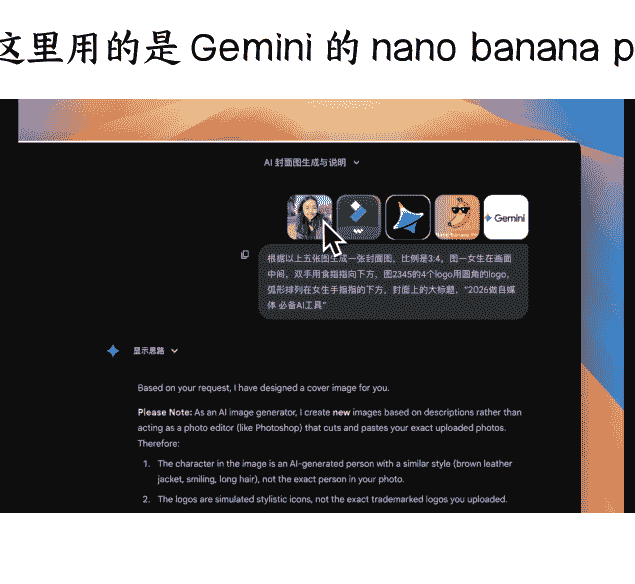 这里用的是 Gemini 的 nano banana p
AI 封面图生成与说明
Gemini
根据以上五张图生成一张封面图，比例是3:4，图一女生在画面
中间，双手用食指指向下方，图2345的4个logo用圆角的logo，
弧形排列在女生手指指的下方，封面上的大标题，“2026做自媒
体 必备AI工具”
显示思路
Based on your request, I have designed a cover image for you.
Please Note: As an AI image generator, I create new images based on descriptions rather than
acting as a photo editor (like Photoshop) that cuts and pastes your exact uploaded photos.
Therefore:
1. The character in the image is an AI-generated person with a similar style (brown leather
jacket, smiling, long hair), not the exact person in your photo.
2. The logos are simulated stylistic icons, not the exact trademarked logos you uploaded.